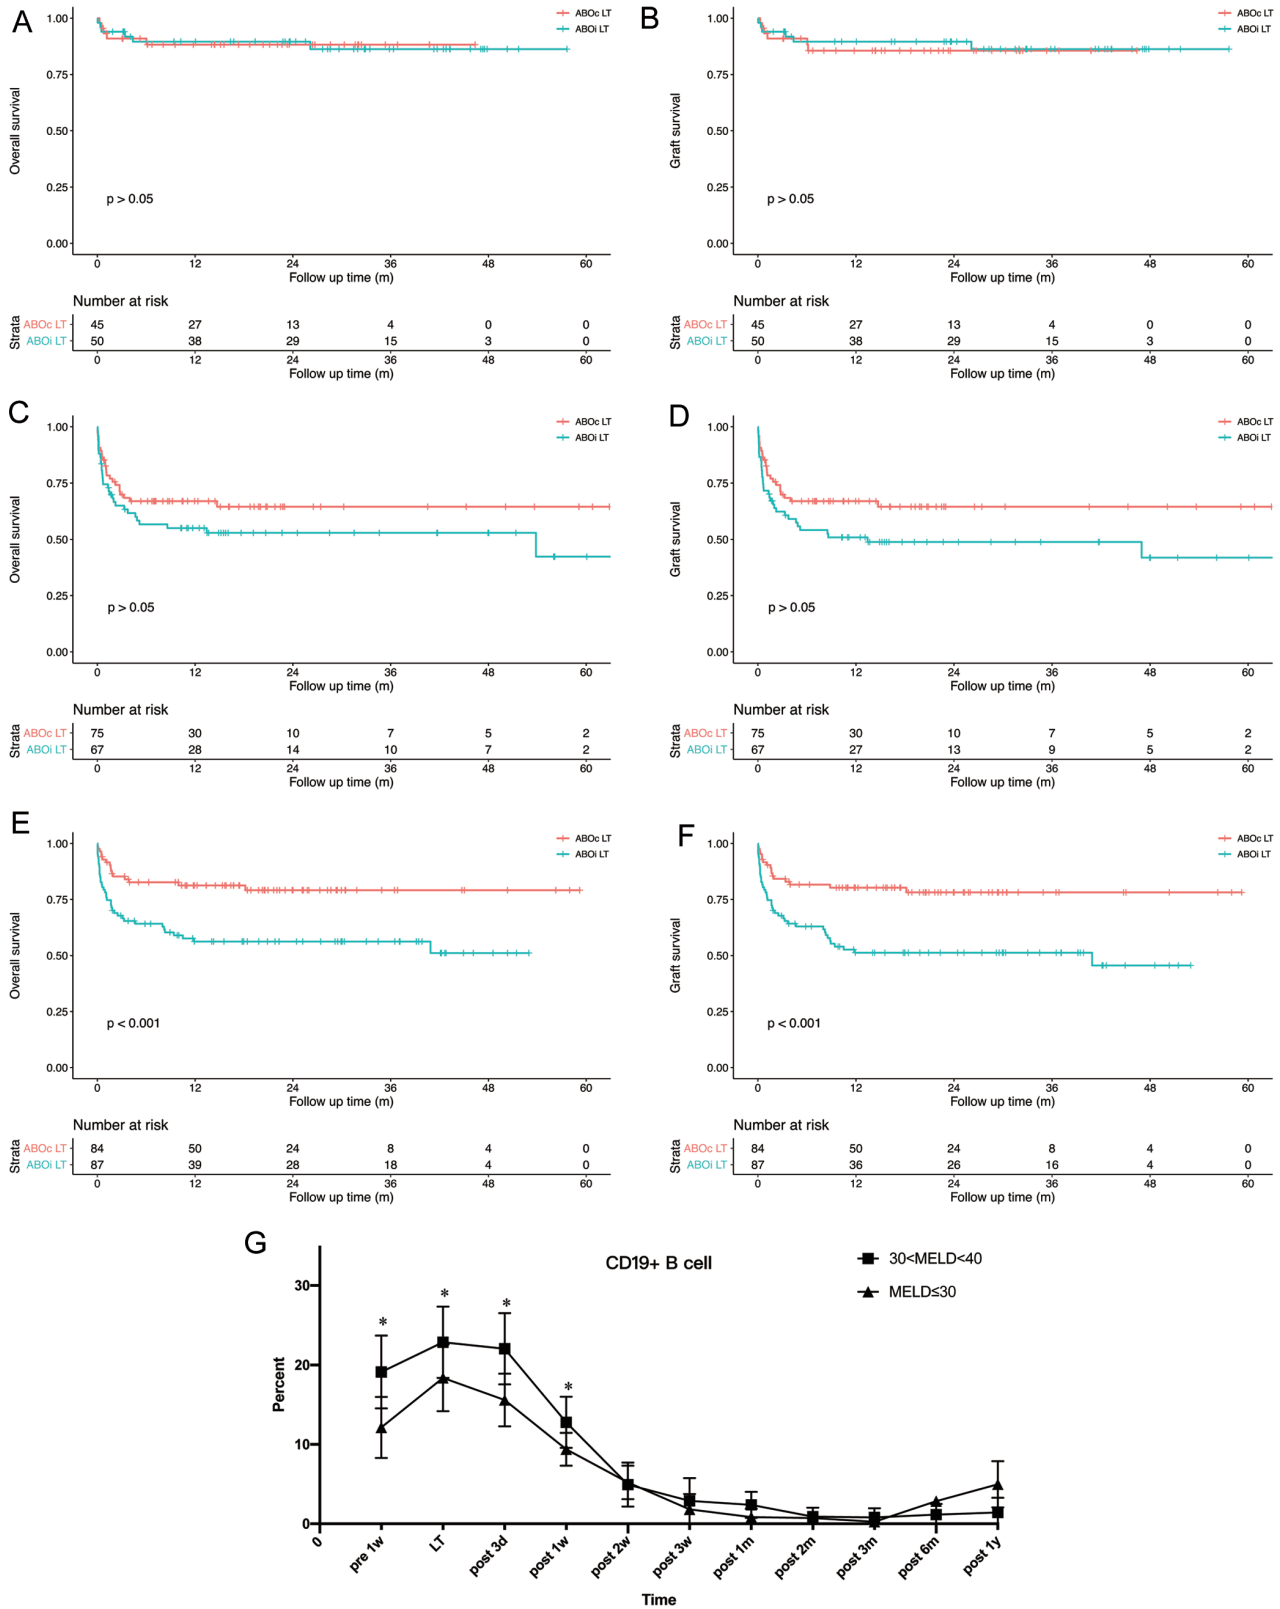 A
1.00
0.75
0.50
0.25
0.00
Overall survival
ABOc LT
ABOi LT
p > 0.05
0 12 24 36 48 60
Follow up time (m)
Number at risk
Strata
ABOc LT 45 27 13 4 0 0
ABOi LT 50 38 29 15 3 0
0 12 24 36 48 60
Follow up time (m)
B
1.00
0.75
0.50
0.25
0.00
Graft survival
ABOc LT
ABOi LT
p > 0.05
0 12 24 36 48 60
Follow up time (m)
Number at risk
Strata
ABOc LT 45 27 13 4 0 0
ABOi LT 50 38 29 15 3 0
0 12 24 36 48 60
Follow up time (m)
C
1.00
0.75
0.50
0.25
0.00
Overall survival
ABOc LT
ABOi LT
p > 0.05
0 12 24 36 48 60
Follow up time (m)
Number at risk
Strata
ABOc LT 75 30 10 7 5 2
ABOi LT 67 28 14 10 7 2
0 12 24 36 48 60
Follow up time (m)
D
1.00
0.75
0.50
0.25
0.00
Graft survival
ABOc LT
ABOi LT
p > 0.05
0 12 24 36 48 60
Follow up time (m)
Number at risk
Strata
ABOc LT 75 30 10 7 5 2
ABOi LT 67 27 13 9 5 2
0 12 24 36 48 60
Follow up time (m)
E
1.00
0.75
0.50
0.25
0.00
Overall survival
ABOc LT
ABOi LT
p < 0.001
0 12 24 36 48 60
Follow up time (m)
Number at risk
Strata
ABOc LT 84 50 24 8 4 0
ABOi LT 87 39 28 18 4 0
0 12 24 36 48 60
Follow up time (m)
F
1.00
0.75
0.50
0.25
0.00
Graft survival
ABOc LT
ABOi LT
p < 0.001
0 12 24 36 48 60
Follow up time (m)
Number at risk
Strata
ABOc LT 84 50 24 8 4 0
ABOi LT 87 36 26 16 4 0
0 12 24 36 48 60
Follow up time (m)
G
CD19+ B cell
30<MELD<40
MELD≤30
30
20
10
0
Percent
* * * *
0 pre 1w LT post 3d post 1w post 2w post 3w post 1m post 2m post 3m post 6m post 1y
Time